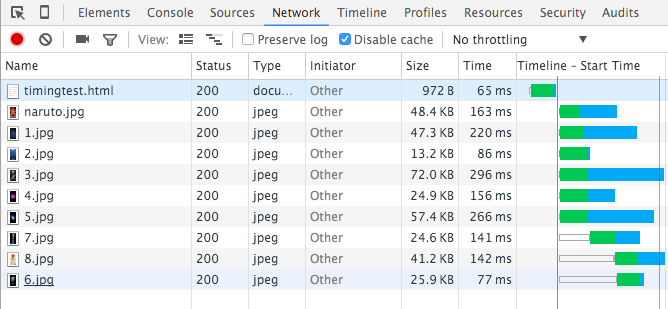 Elements Console Sources Network Timeline Profiles Resources Security Audits
View: Preserve log Disable cache No throttling
Name Status Type Initiator Size Time Timeline – Start Time
timingtest.html 200 docu... Other 972 B 65 ms
naruto.jpg 200 jpeg Other 48.4 KB 163 ms
1.jpg 200 jpeg Other 47.3 KB 220 ms
2.jpg 200 jpeg Other 13.2 KB 86 ms
3.jpg 200 jpeg Other 72.0 KB 296 ms
4.jpg 200 jpeg Other 24.9 KB 156 ms
5.jpg 200 jpeg Other 57.4 KB 266 ms
7.jpg 200 jpeg Other 24.6 KB 141 ms
8.jpg 200 jpeg Other 41.2 KB 142 ms
6.jpg 200 jpeg Other 25.9 KB 77 ms